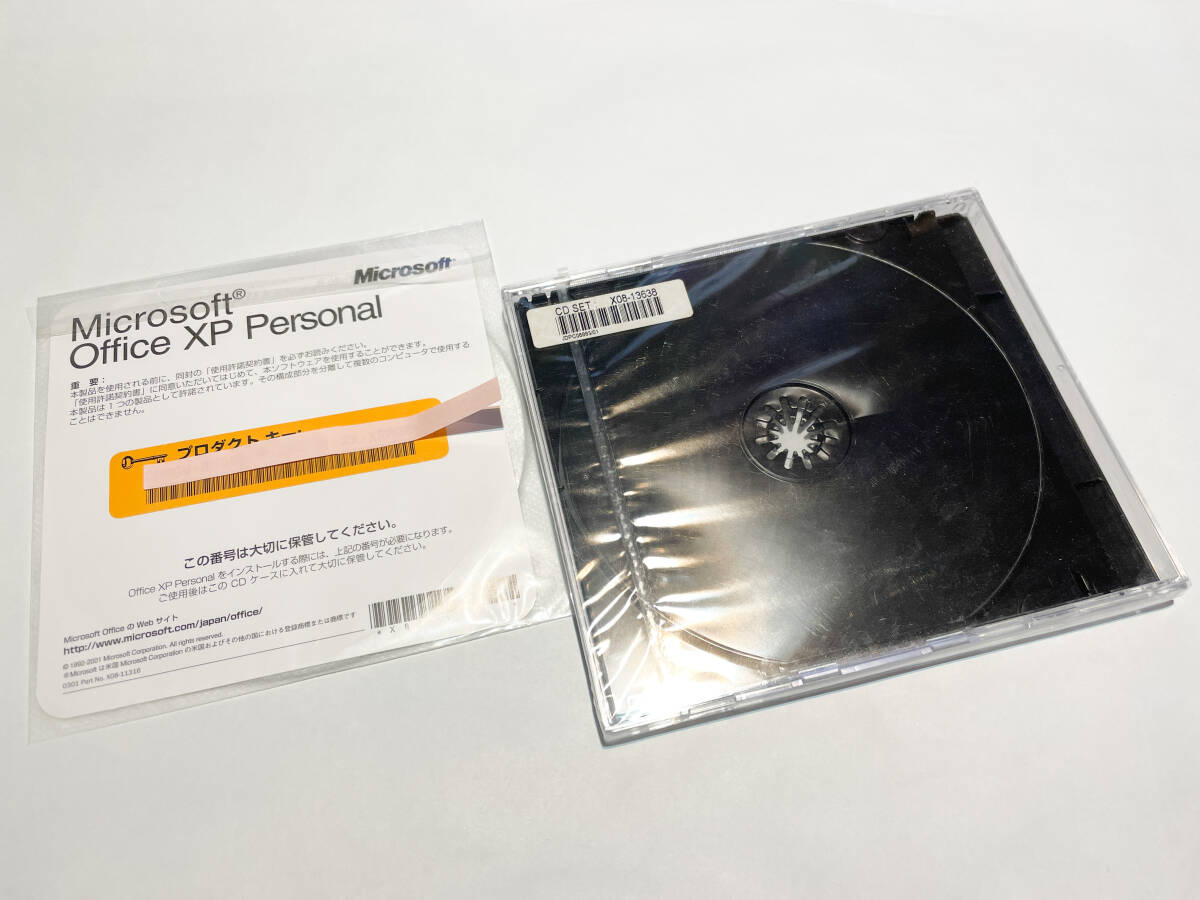 Microsoft
Microsoft®
Office XP Personal
重 要:
本製品を使用される前に、同封の「使用許諾契約書」を必ずお読みください。
「使用許諾契約書」に同意いただいてはじめて、本ソフトウェアを使用することができます。
本製品は1つの製品として許諾されています。その構成部分を分離して複数のコンピュータで使用する
ことはできません。
プロダクト キー
この番号は大切に保管してください。
Office XP Personal をインストールする際には、上記の番号が必要になります。
ご使用後はこの CD ケースに入れて大切に保管してください。
Microsoft Office の Web サイト
http://www.microsoft.com/japan/office/
© 1992-2001 Microsoft Corporation. All rights reserved.
※Microsoft は米国 Microsoft Corporation の米国およびその他の国における登録商標または商標です
0301 Part No. X08-11316
* X 0
CD SET X08-13638